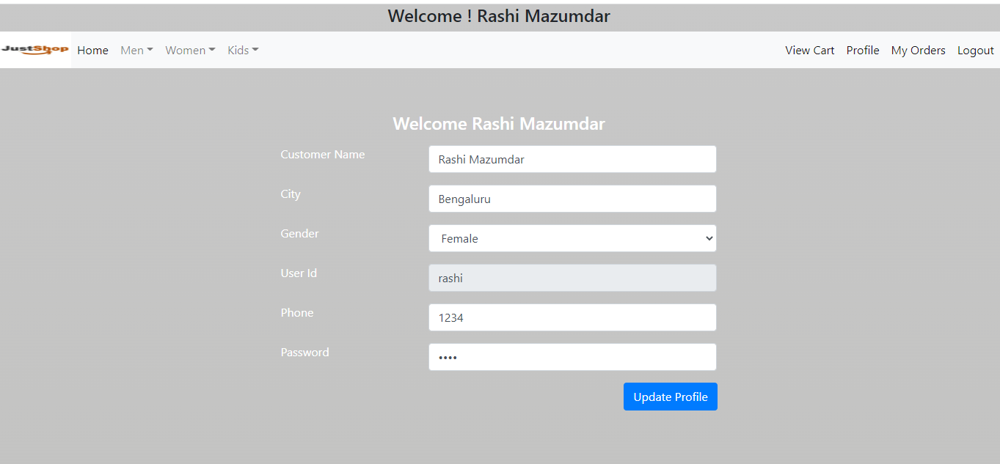 Welcome ! Rashi Mazumdar
JustShop Home Men Women Kids View Cart Profile My Orders Logout
Welcome Rashi Mazumdar
Customer Name Rashi Mazumdar
City Bengaluru
Gender Female
User Id rashi
Phone 1234
Password ••••
Update Profile